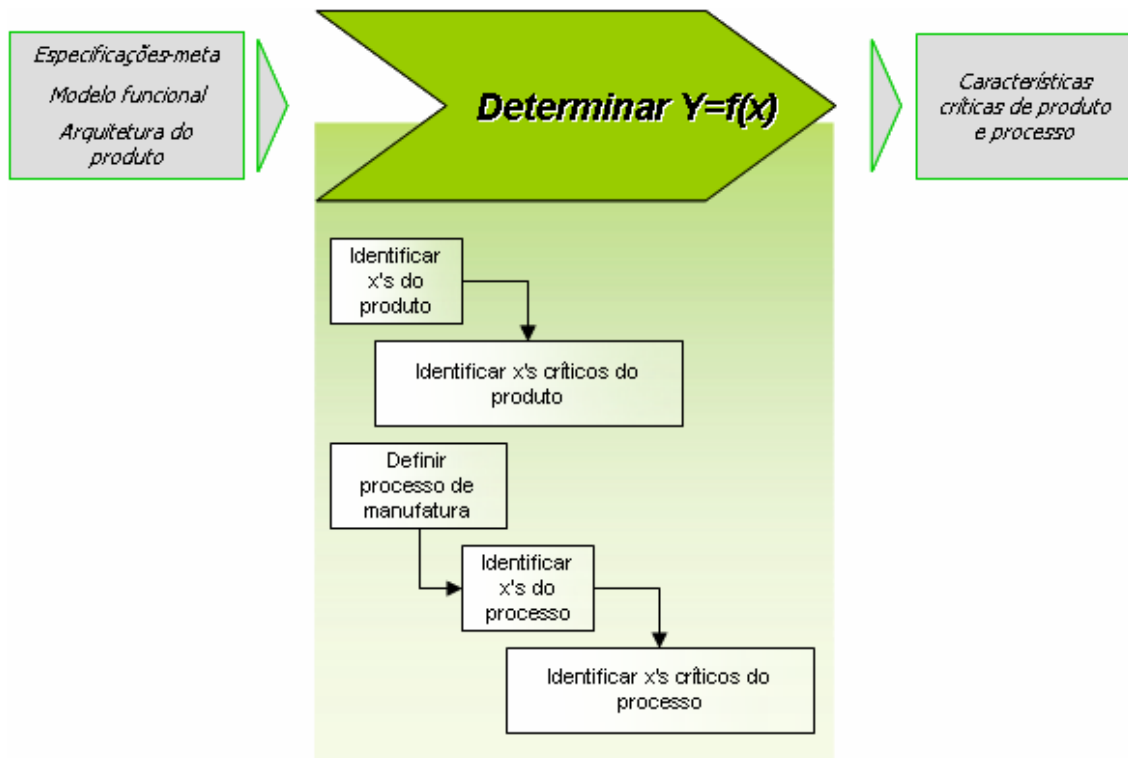 Especificações-meta
Modelo funcional
Arquitetura do
produto
Determinar Y=f(x)
Características
críticas de produto
e processo
Identificar
x's do
produto
Identificar x's críticos do
produto
Definir
processo de
manufatura
Identificar
x's do
processo
Identificar x's críticos do
processo